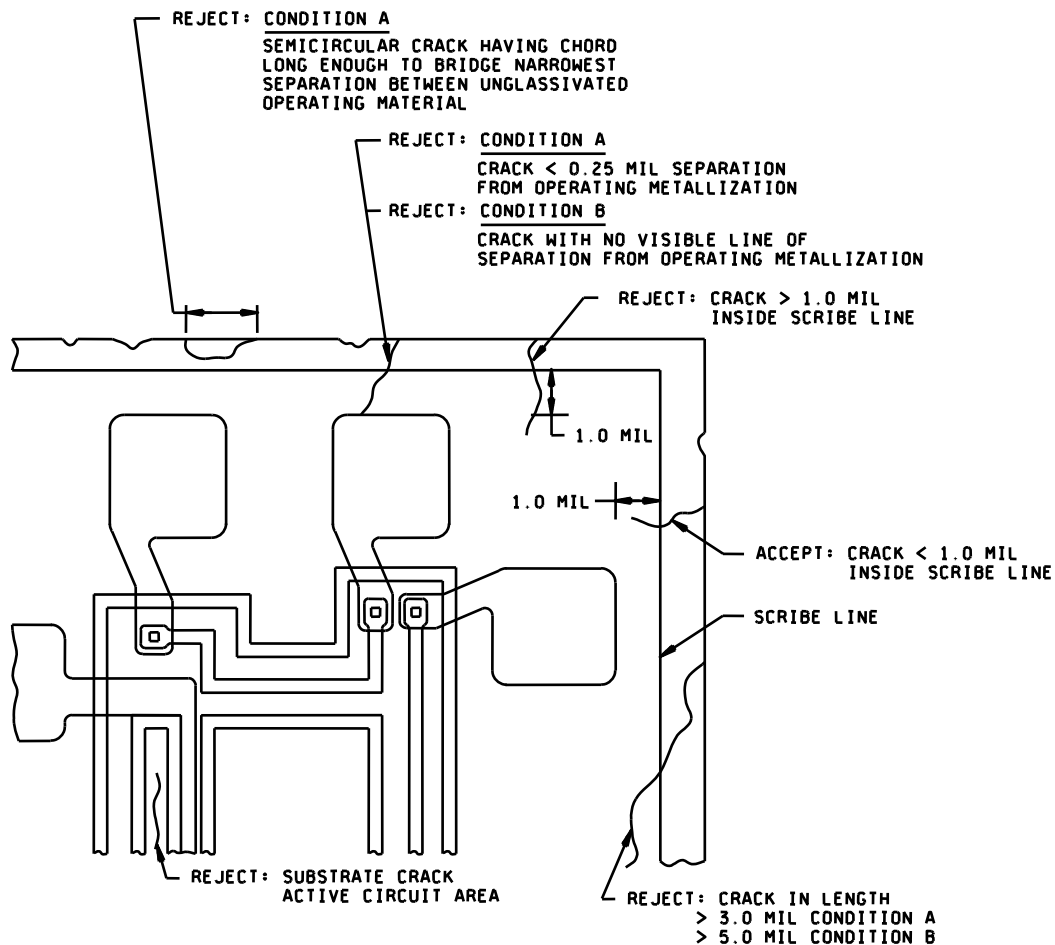 REJECT: CONDITION A
SEMICIRCULAR CRACK HAVING CHORD
LONG ENOUGH TO BRIDGE NARROWEST
SEPARATION BETWEEN UNGLASSIVATED
OPERATING MATERIAL
REJECT: CONDITION A
CRACK < 0.25 MIL SEPARATION
FROM OPERATING METALLIZATION
REJECT: CONDITION B
CRACK WITH NO VISIBLE LINE OF
SEPARATION FROM OPERATING METALLIZATION
REJECT: CRACK > 1.0 MIL
INSIDE SCRIBE LINE
1.0 MIL
1.0 MIL
ACCEPT: CRACK < 1.0 MIL
INSIDE SCRIBE LINE
SCRIBE LINE
REJECT: SUBSTRATE CRACK
ACTIVE CIRCUIT AREA
REJECT: CRACK IN LENGTH
> 3.0 MIL CONDITION A
> 5.0 MIL CONDITION B